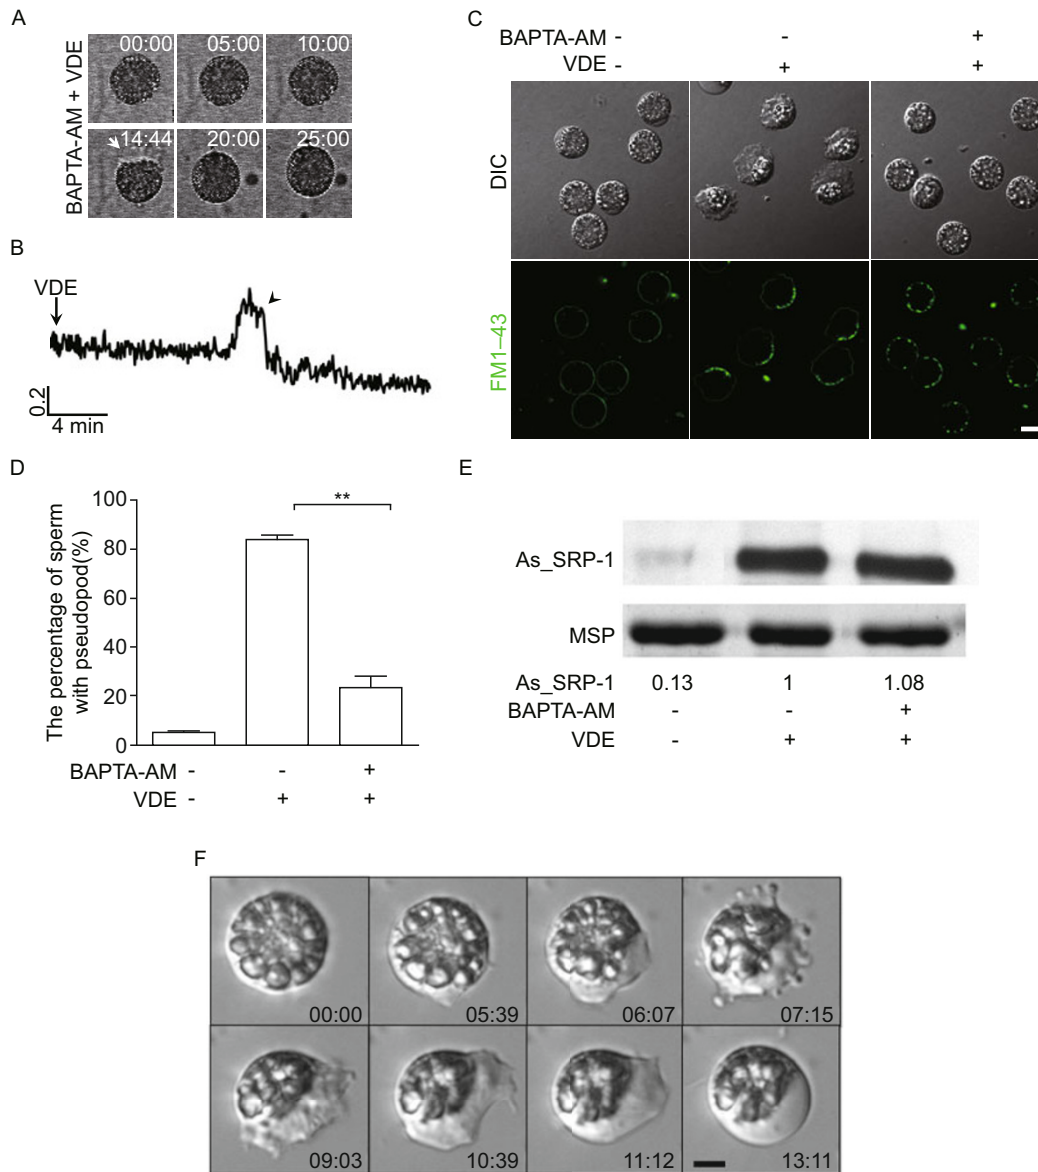 A
BAPTA-AM + VDE
00:00 05:00 10:00
14:44 20:00 25:00
B
VDE
0.2
4 min
C
BAPTA-AM - - +
VDE - + +
DIC
FM1–43
D
The percentage of sperm
with pseudopod(%)
100
80
60
40
20
0
**
BAPTA-AM - - +
VDE - + +
E
As_SRP-1
MSP
As_SRP-1 0.13 1 1.08
BAPTA-AM - - +
VDE - + +
F
00:00 05:39 06:07 07:15
09:03 10:39 11:12 13:11